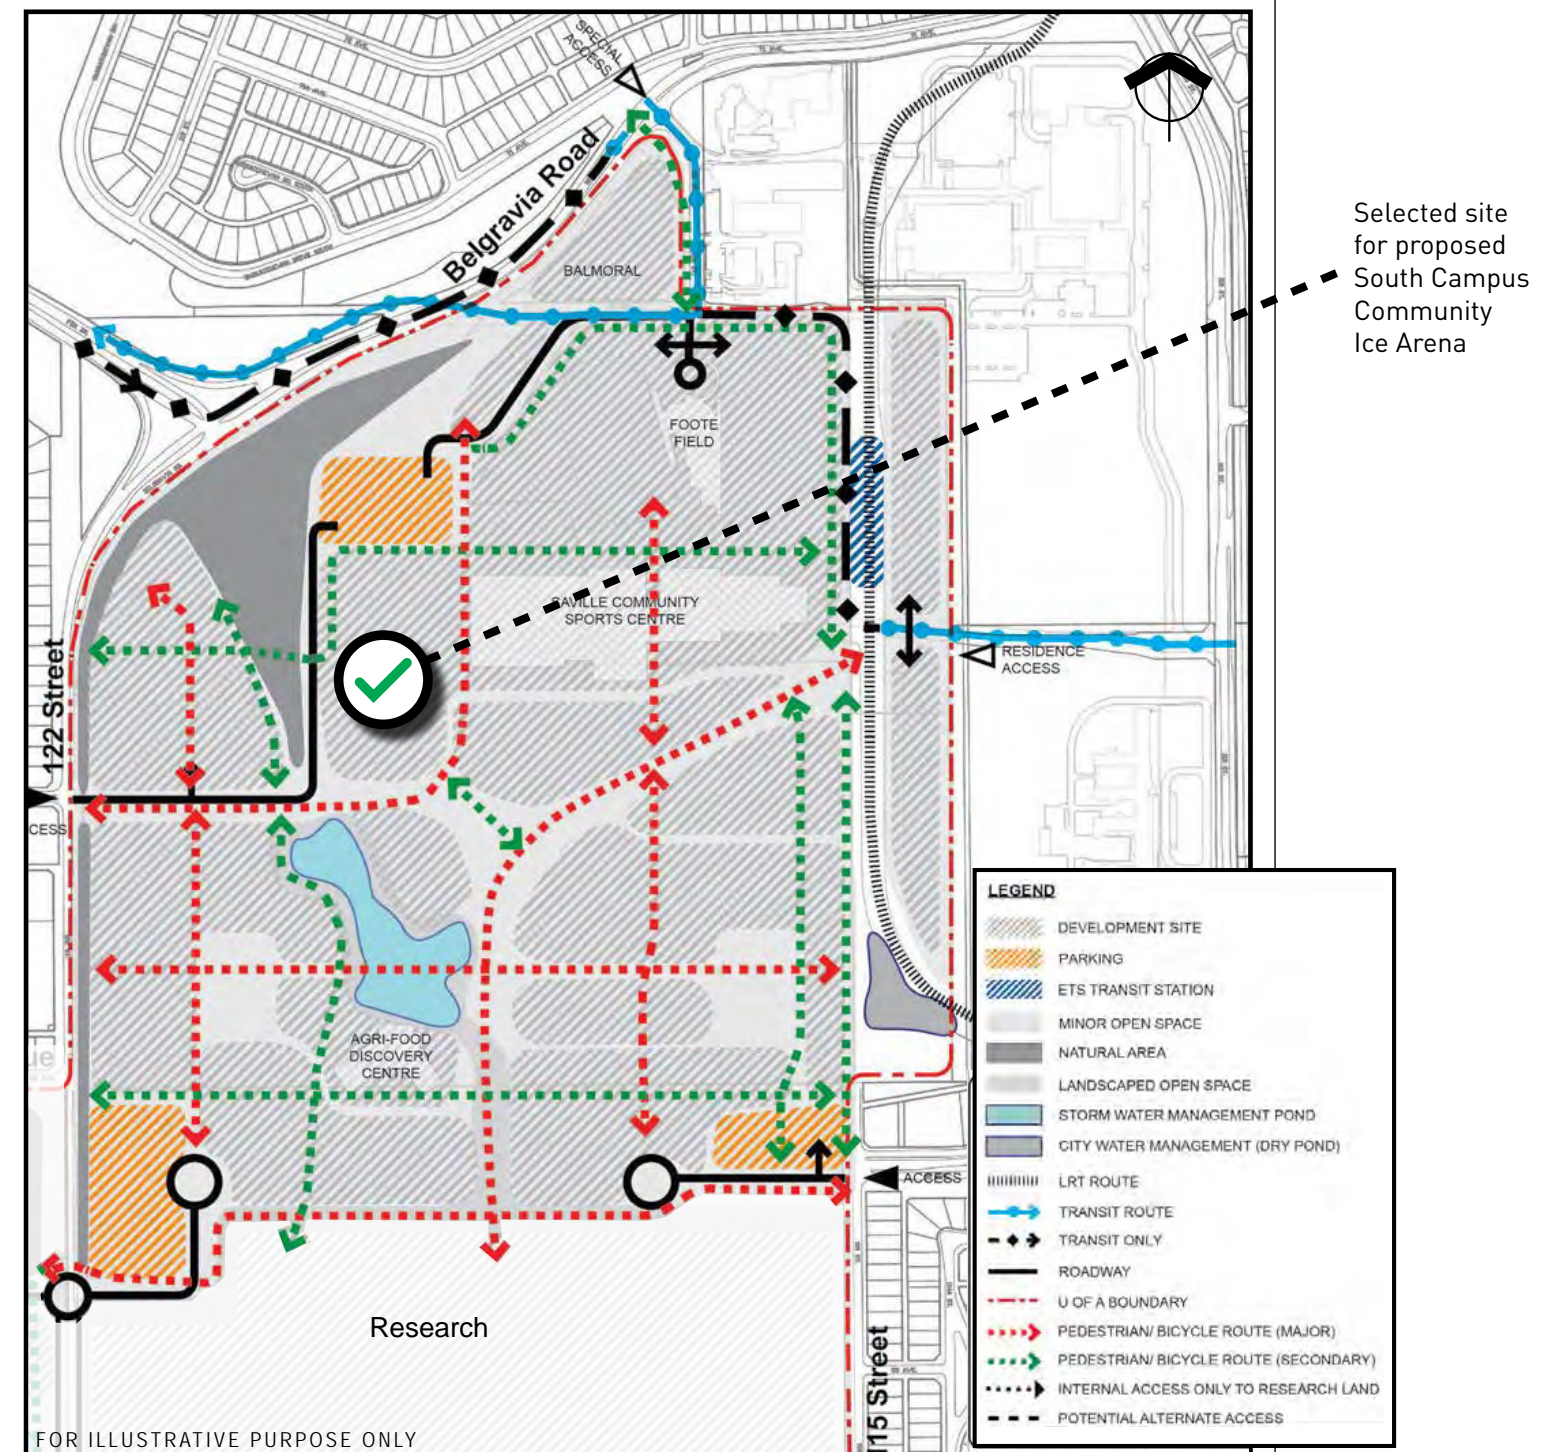 SPECIAL
ACCESS
Belgravia Road
BALMORAL
Selected site
for proposed
South Campus
Community
Ice Arena
FOOTE
FIELD
SAVILLE COMMUNITY
SPORTS CENTRE
RESIDENCE
ACCESS
122 Street
CESS
AGRI-FOOD
DISCOVERY
CENTRE
ue
ACCESS
Research
115 Street
FOR ILLUSTRATIVE PURPOSE ONLY
LEGEND
DEVELOPMENT SITE
PARKING
ETS TRANSIT STATION
MINOR OPEN SPACE
NATURAL AREA
LANDSCAPED OPEN SPACE
STORM WATER MANAGEMENT POND
CITY WATER MANAGEMENT (DRY POND)
LRT ROUTE
TRANSIT ROUTE
TRANSIT ONLY
ROADWAY
U OF A BOUNDARY
PEDESTRIAN/ BICYCLE ROUTE (MAJOR)
PEDESTRIAN/ BICYCLE ROUTE (SECONDARY)
INTERNAL ACCESS ONLY TO RESEARCH LAND
POTENTIAL ALTERNATE ACCESS